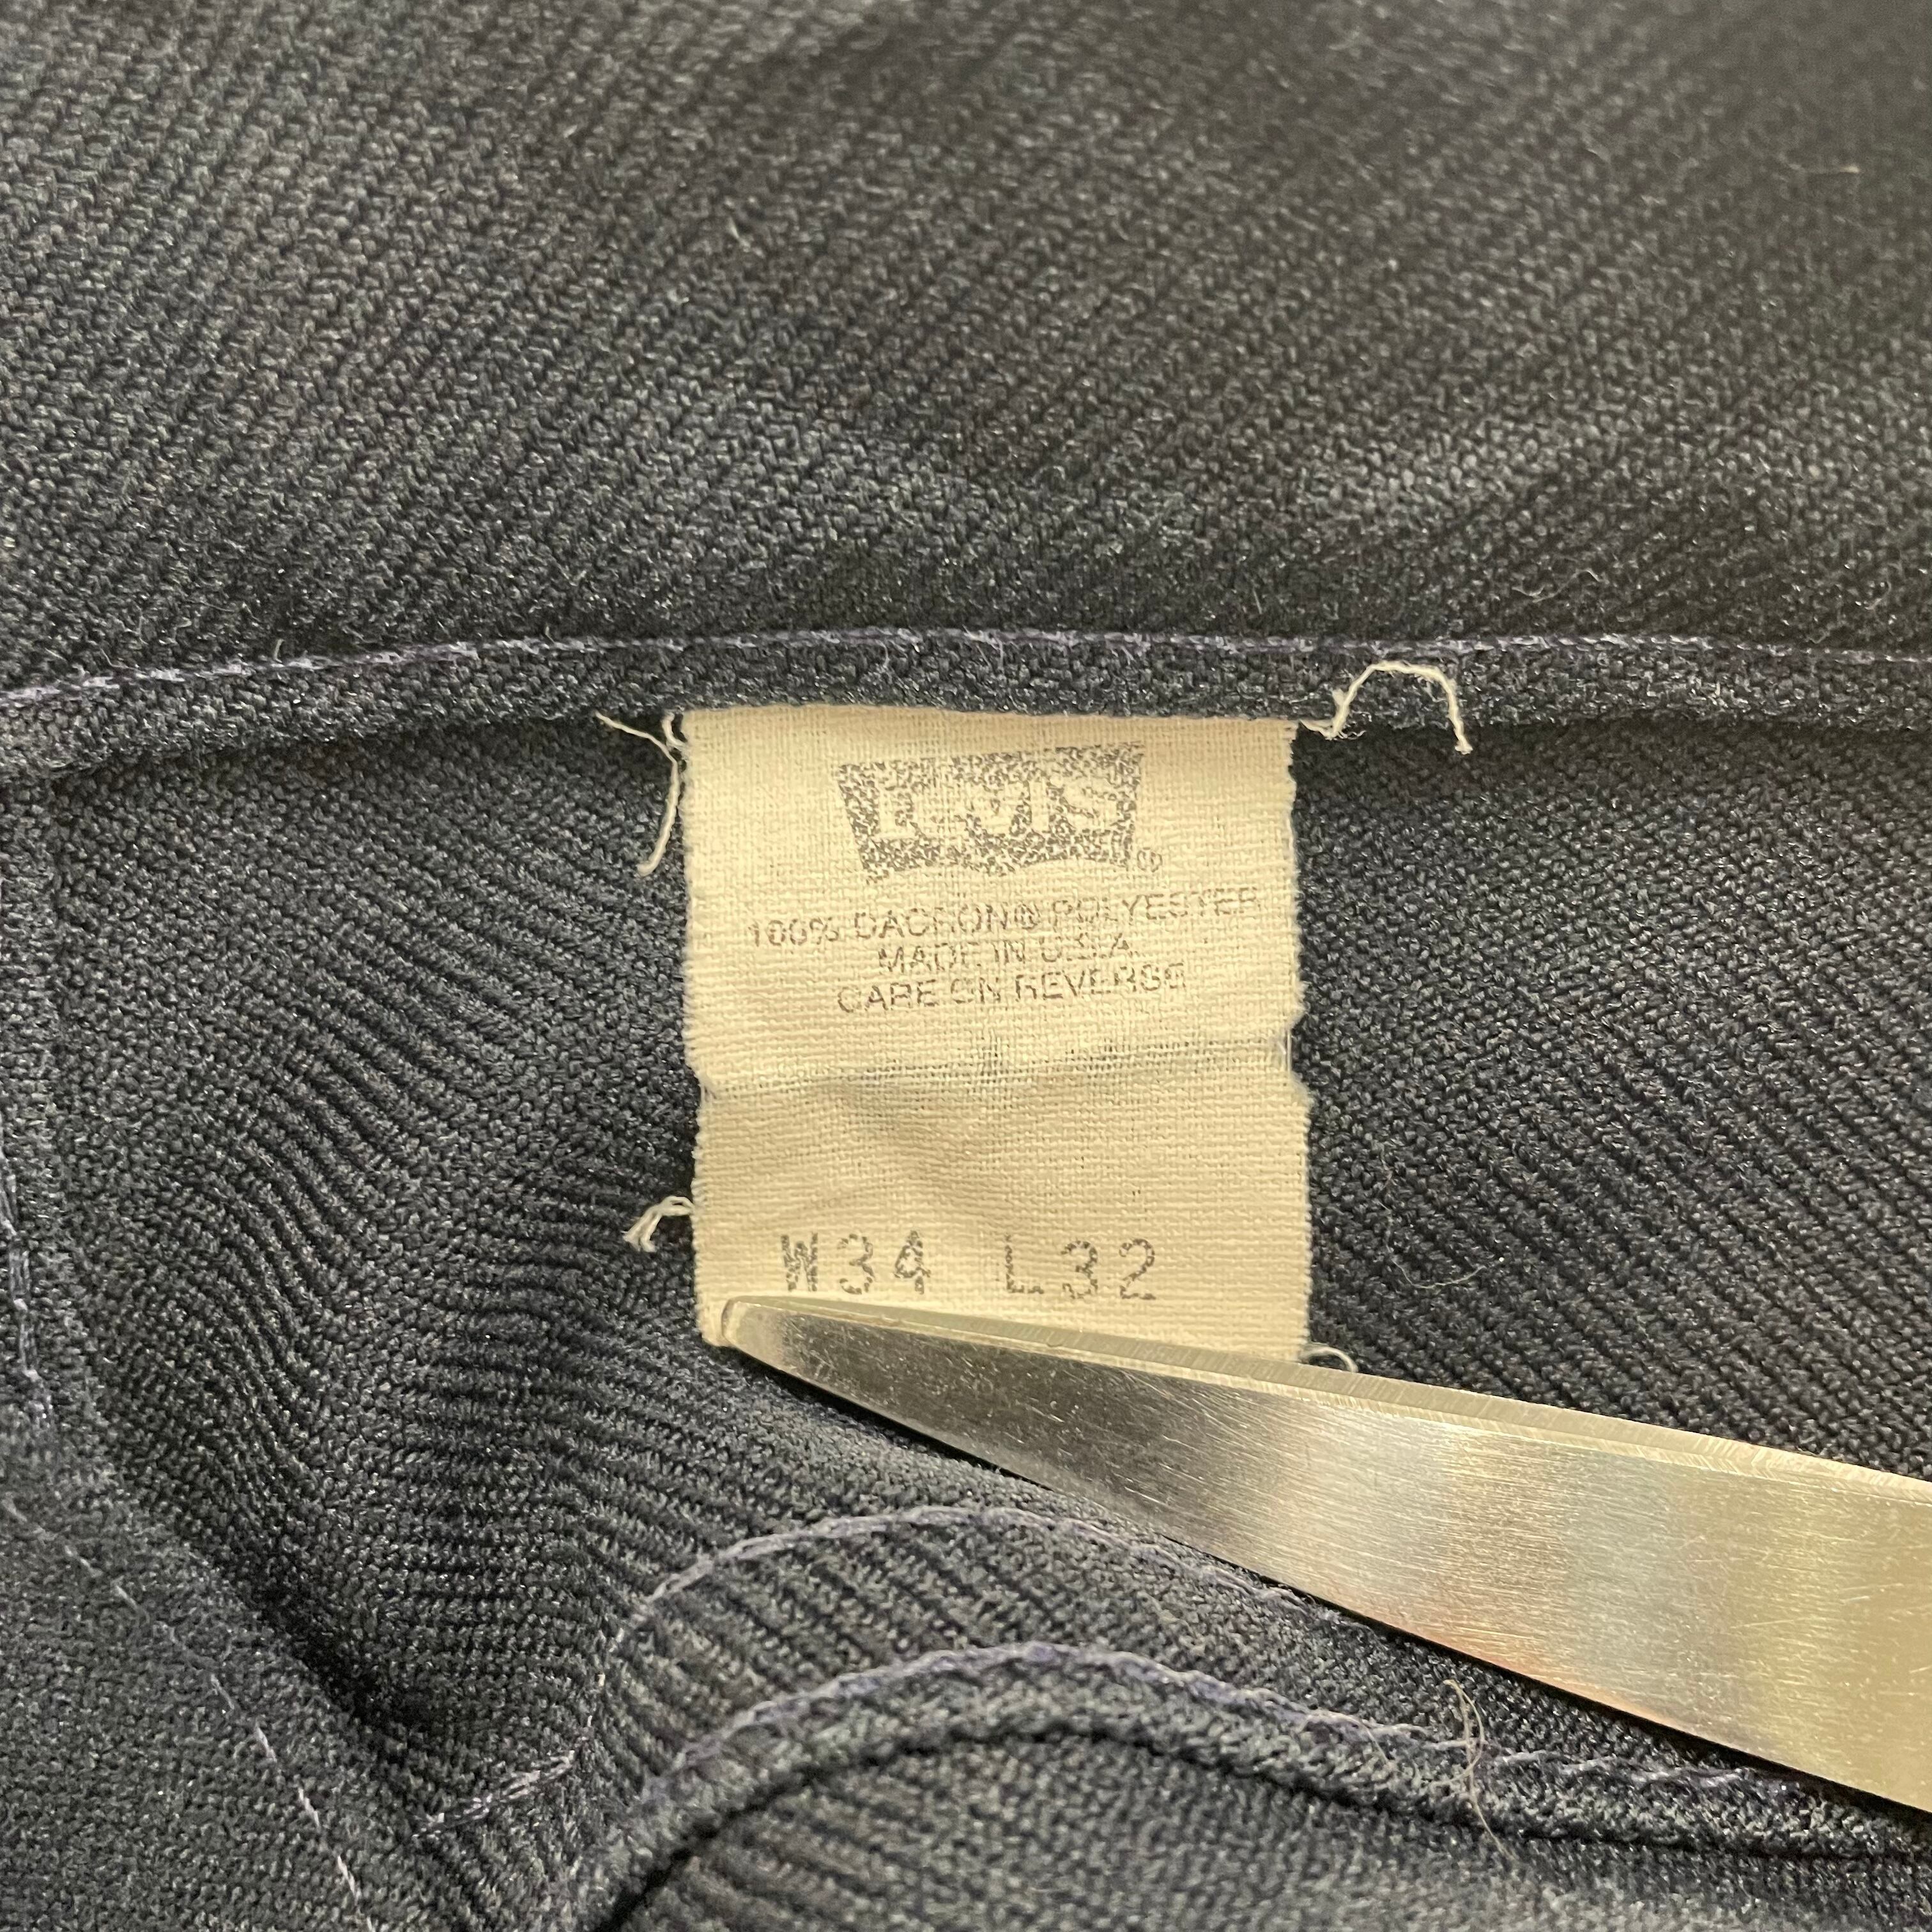 LEVI'S ®
100% DACRON® POLYESTER
MADE IN U.S.A.
CARE ON REVERSE
W34 L32